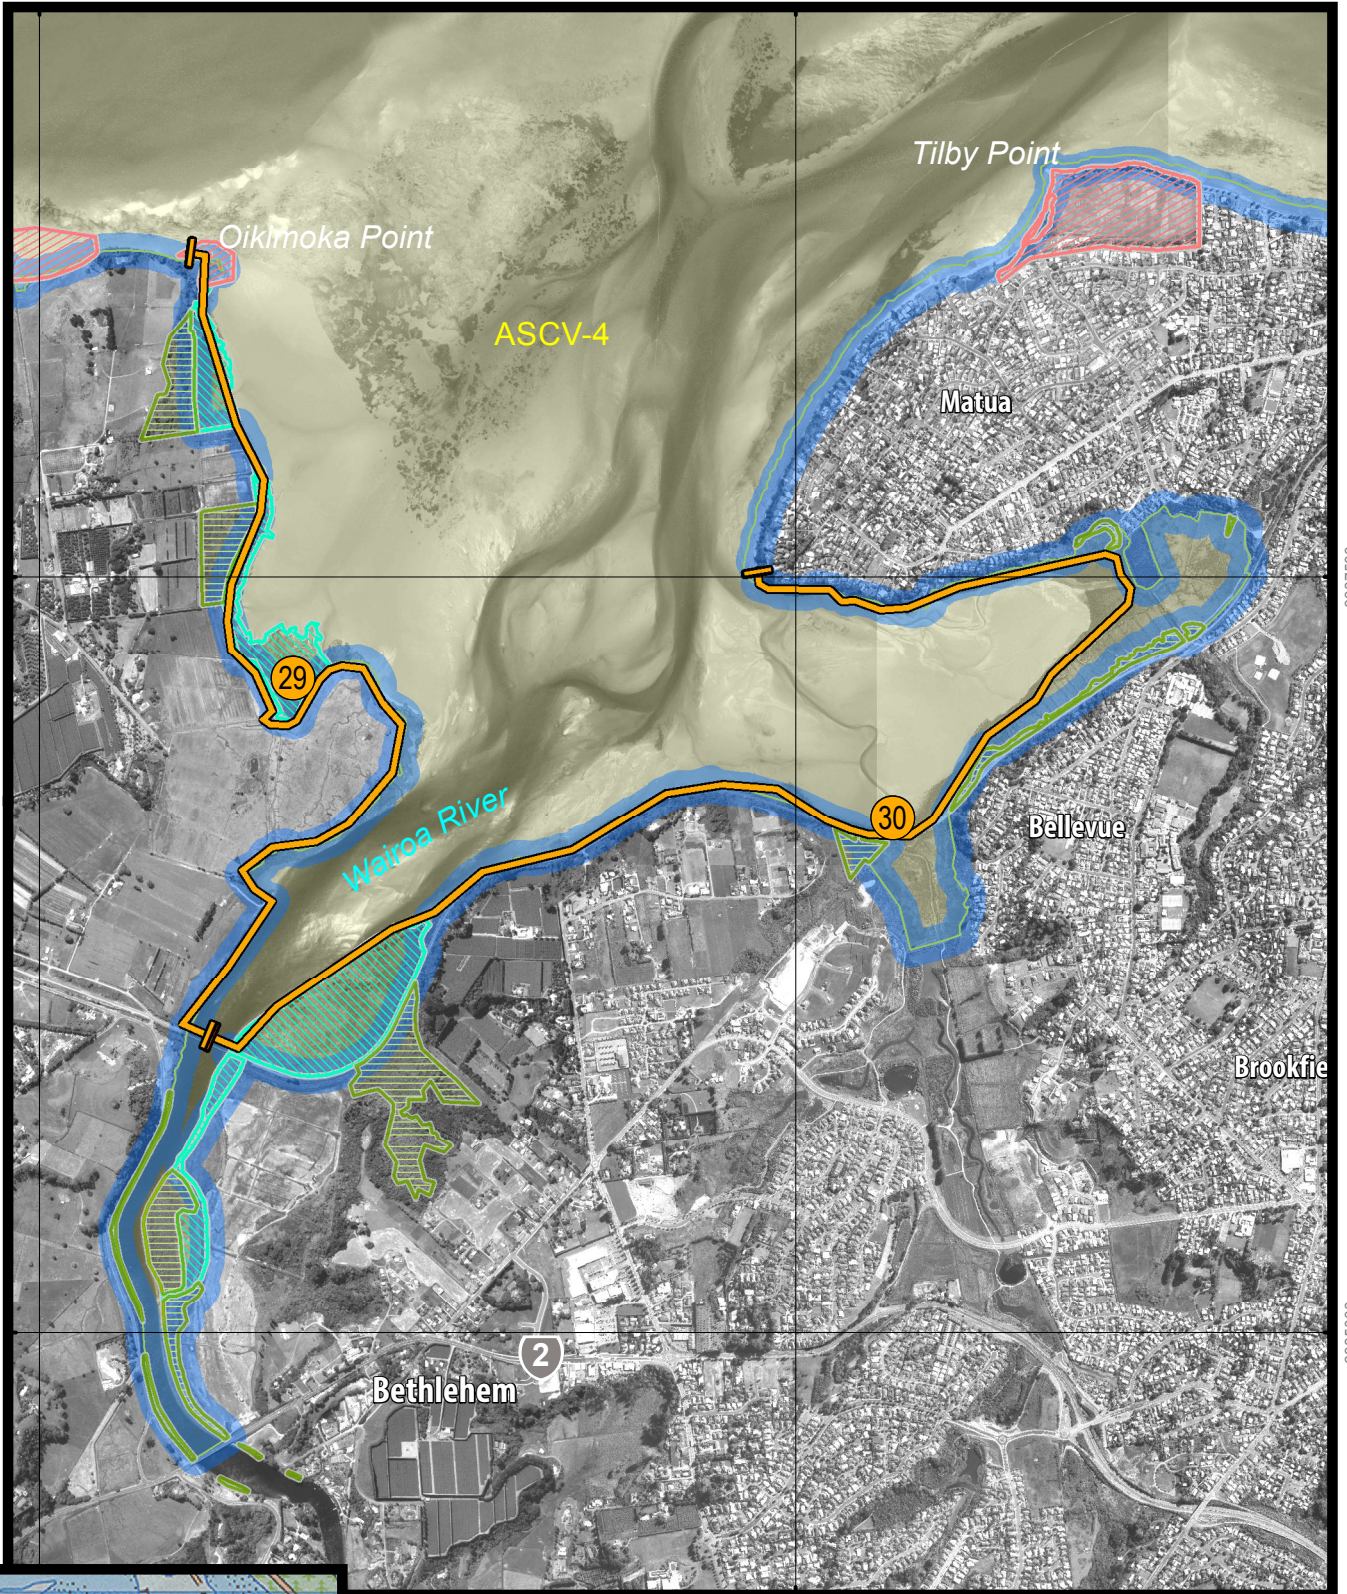 Tilby Point
Oikimoka Point
ASCV-4
Matua
29
Wairoa River
30
Bellevue
Brookfie
2
Bethlehem